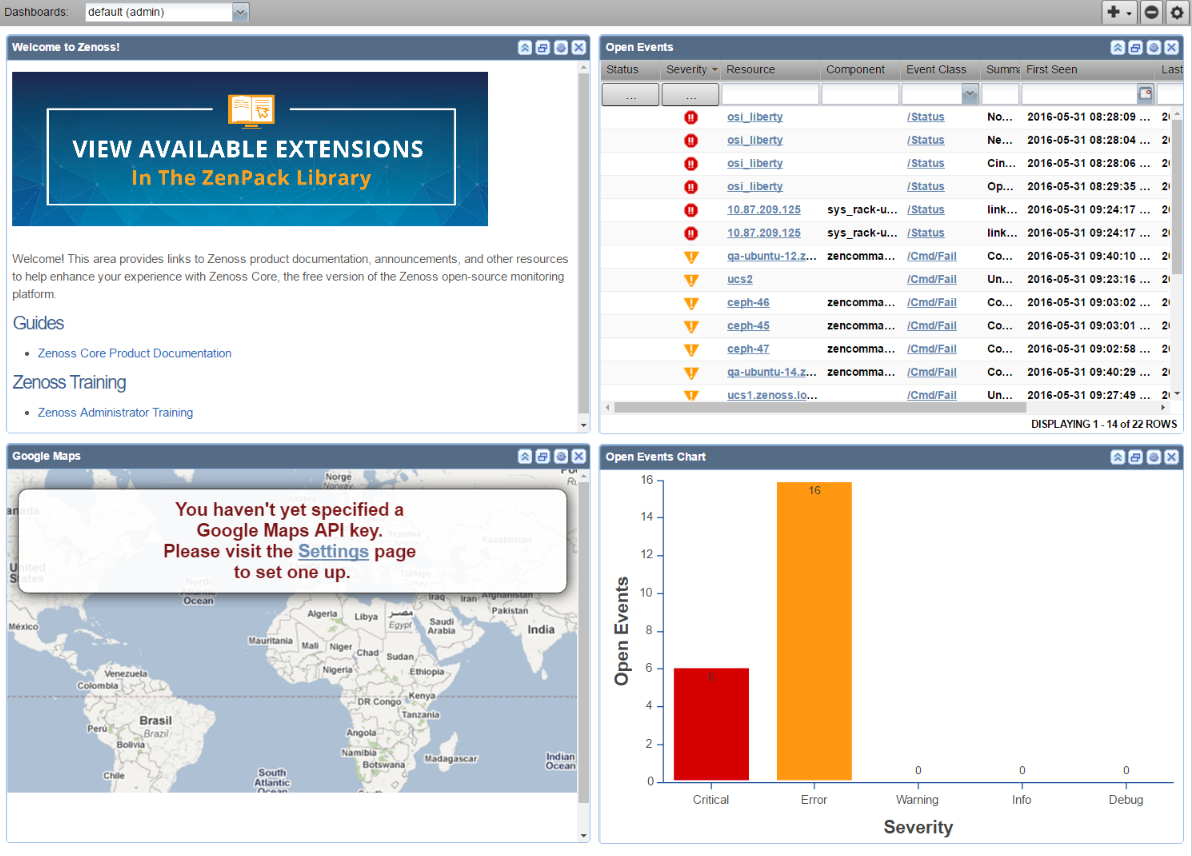 Dashboards: default (admin)
Welcome to Zenoss!
VIEW AVAILABLE EXTENSIONS
In The ZenPack Library
Welcome! This area provides links to Zenoss product documentation, announcements, and other resources
to help enhance your experience with Zenoss Core, the free version of the Zenoss open-source monitoring
platform.
Guides
• Zenoss Core Product Documentation
Zenoss Training
• Zenoss Administrator Training
Open Events
Status Severity Resource Component Event Class Summa First Seen Last
... ...
osi_liberty /Status No... 2016-05-31 08:28:09 ... 20
osi_liberty /Status Ne... 2016-05-31 08:28:04 ... 20
osi_liberty /Status Cin... 2016-05-31 08:28:06 ... 20
osi_liberty /Status Op... 2016-05-31 08:29:35 ... 20
10.87.209.125 sys_rack-u... /Status link... 2016-05-31 09:24:17 ... 20
10.87.209.125 sys_rack-u... /Status link... 2016-05-31 09:24:17 ... 20
qa-ubuntu-12.z... zencomma... /Cmd/Fail Co... 2016-05-31 09:40:10 ... 20
ucs2 /Cmd/Fail Un... 2016-05-31 09:23:16 ... 20
ceph-46 zencomma... /Cmd/Fail Co... 2016-05-31 09:03:02 ... 20
ceph-45 zencomma... /Cmd/Fail Co... 2016-05-31 09:03:01 ... 20
ceph-47 zencomma... /Cmd/Fail Co... 2016-05-31 09:02:58 ... 20
qa-ubuntu-14.z... zencomma... /Cmd/Fail Co... 2016-05-31 09:40:29 ... 20
ucs1.zenoss.lo... /Cmd/Fail Un... 2016-05-31 09:27:49 ... 20
DISPLAYING 1 - 14 of 22 ROWS
Google Maps
Norge
Norway
You haven't yet specified a
Google Maps API key.
Please visit the Settings page
to set one up.
Kazakhstan
United
States
North
Atlantic
Ocean
Türkiye
Iraq Iran Afghanistan
Pakistan
México
Algeria
Libya
مصر
Egypt
Saudi
Arabia
India
Mauritania
Mali
Niger
Chad
Sudan
Nigeria
Ethiopia
Venezuela
Colombia
Kenya
DR Congo
Tanzania
Brasil
Brazil
Perú
Bolivia
Angola
Namibia
Botswana
Madagascar
Chile
South
Atlantic
Ocean
Indian
Ocean
Open Events Chart
16
14
12
10
8
6
4
2
0
Open Events
6
16
0
0
0
Critical Error Warning Info Debug
Severity